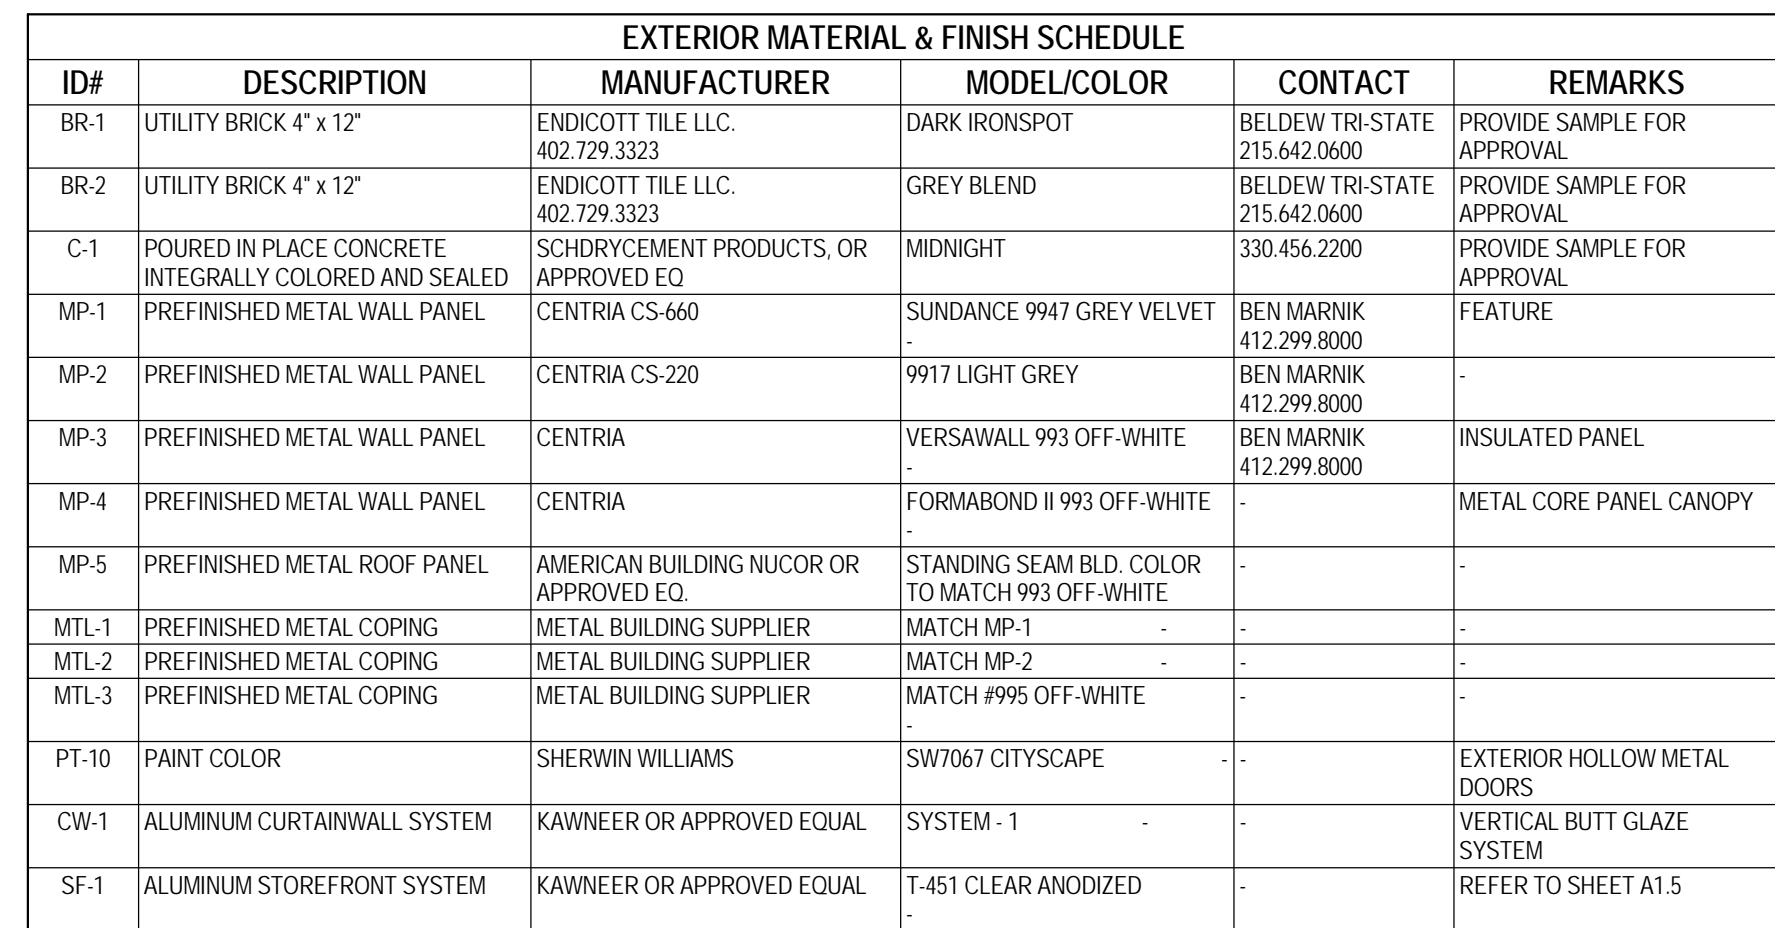 EXTERIOR MATERIAL & FINISH SCHEDULE
ID# DESCRIPTION MANUFACTURER MODEL/COLOR CONTACT REMARKS
BR-1 UTILITY BRICK 4" x 12" ENDICOTT TILE LLC. DARK IRONSPOT BELDEW TRI-STATE PROVIDE SAMPLE FOR
402.729.3323 215.642.0600 APPROVAL
BR-2 UTILITY BRICK 4" x 12" ENDICOTT TILE LLC. GREY BLEND BELDEW TRI-STATE PROVIDE SAMPLE FOR
402.729.3323 215.642.0600 APPROVAL
C-1 POURED IN PLACE CONCRETE SCHDRYCEMENT PRODUCTS, OR MIDNIGHT 330.456.2200 PROVIDE SAMPLE FOR
INTEGRALLY COLORED AND SEALED APPROVED EQ APPROVAL
MP-1 PREFINISHED METAL WALL PANEL CENTRIA CS-660 SUNDANCE 9947 GREY VELVET BEN MARNIK FEATURE
- 412.299.8000
MP-2 PREFINISHED METAL WALL PANEL CENTRIA CS-220 9917 LIGHT GREY BEN MARNIK -
412.299.8000
MP-3 PREFINISHED METAL WALL PANEL CENTRIA VERSAWALL 993 OFF-WHITE BEN MARNIK INSULATED PANEL
- 412.299.8000
MP-4 PREFINISHED METAL WALL PANEL CENTRIA FORMABOND II 993 OFF-WHITE - METAL CORE PANEL CANOPY
-
MP-5 PREFINISHED METAL ROOF PANEL AMERICAN BUILDING NUCOR OR STANDING SEAM BLD. COLOR - -
APPROVED EQ. TO MATCH 993 OFF-WHITE
MTL-1 PREFINISHED METAL COPING METAL BUILDING SUPPLIER MATCH MP-1 - - -
MTL-2 PREFINISHED METAL COPING METAL BUILDING SUPPLIER MATCH MP-2 - - -
MTL-3 PREFINISHED METAL COPING METAL BUILDING SUPPLIER MATCH #995 OFF-WHITE - -
-
PT-10 PAINT COLOR SHERWIN WILLIAMS SW7067 CITYSCAPE - - EXTERIOR HOLLOW METAL
DOORS
CW-1 ALUMINUM CURTAINWALL SYSTEM KAWNEER OR APPROVED EQUAL SYSTEM - 1 - - VERTICAL BUTT GLAZE
SYSTEM
SF-1 ALUMINUM STOREFRONT SYSTEM KAWNEER OR APPROVED EQUAL T-451 CLEAR ANODIZED - REFER TO SHEET A1.5
-